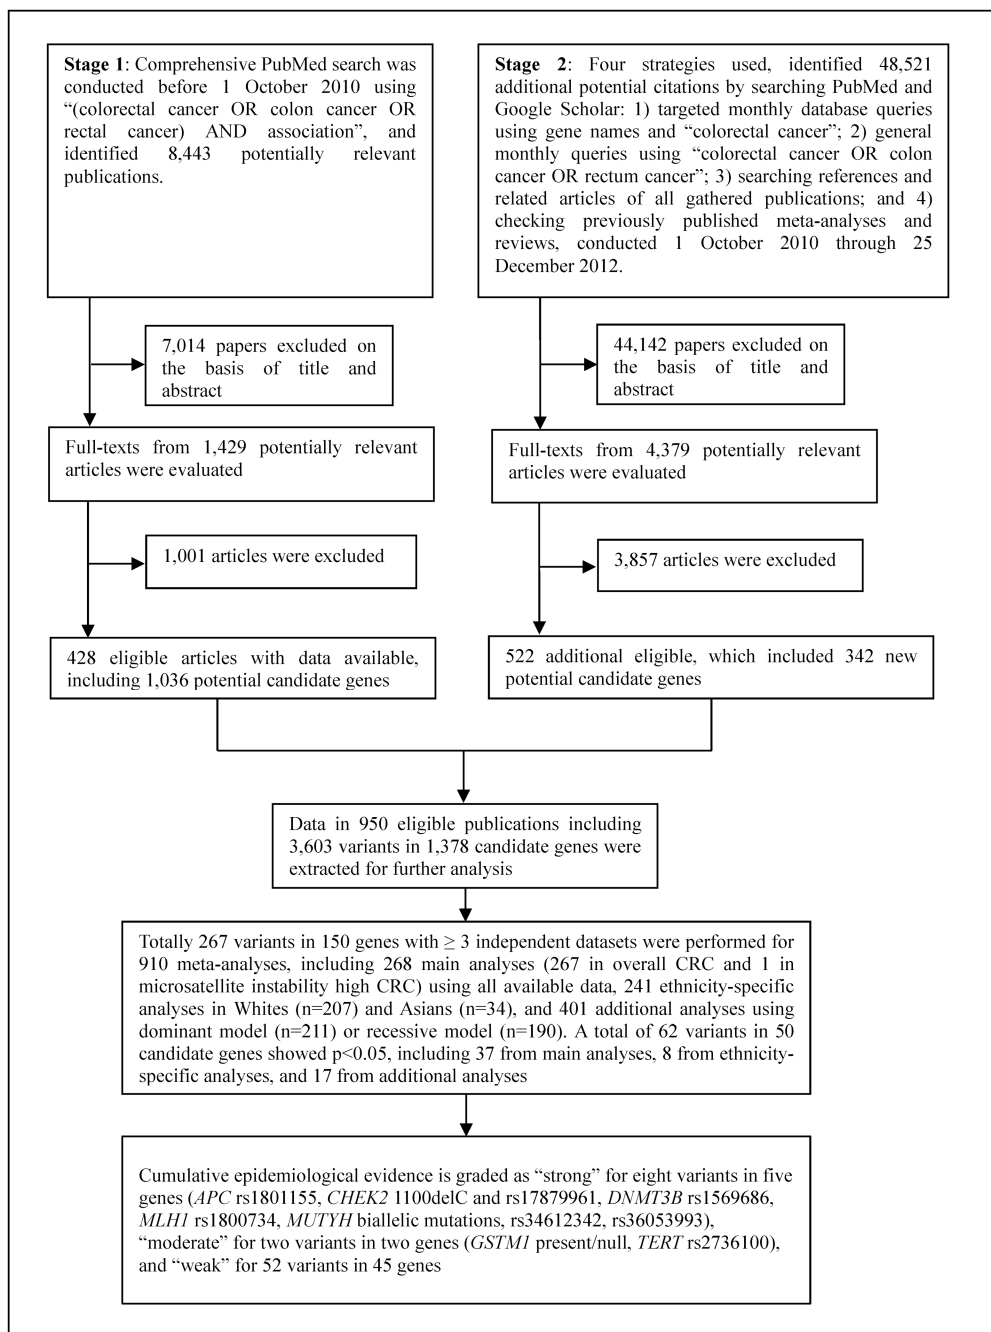 Stage 1: Comprehensive PubMed search was
conducted before 1 October 2010 using
“(colorectal cancer OR colon cancer OR
rectal cancer) AND association”, and
identified 8,443 potentially relevant
publications.
Stage 2: Four strategies used, identified 48,521
additional potential citations by searching PubMed and
Google Scholar: 1) targeted monthly database queries
using gene names and “colorectal cancer”; 2) general
monthly queries using “colorectal cancer OR colon
cancer OR rectum cancer”; 3) searching references and
related articles of all gathered publications; and 4)
checking previously published meta-analyses and
reviews, conducted 1 October 2010 through 25
December 2012.
7,014 papers excluded on
the basis of title and
abstract
44,142 papers excluded on
the basis of title and
abstract
Full-texts from 1,429 potentially relevant
articles were evaluated
Full-texts from 4,379 potentially relevant
articles were evaluated
1,001 articles were excluded
3,857 articles were excluded
428 eligible articles with data available,
including 1,036 potential candidate genes
522 additional eligible, which included 342 new
potential candidate genes
Data in 950 eligible publications including
3,603 variants in 1,378 candidate genes were
extracted for further analysis
Totally 267 variants in 150 genes with ≥ 3 independent datasets were performed for
910 meta-analyses, including 268 main analyses (267 in overall CRC and 1 in
microsatellite instability high CRC) using all available data, 241 ethnicity-specific
analyses in Whites (n=207) and Asians (n=34), and 401 additional analyses using
dominant model (n=211) or recessive model (n=190). A total of 62 variants in 50
candidate genes showed p<0.05, including 37 from main analyses, 8 from ethnicity-
specific analyses, and 17 from additional analyses
Cumulative epidemiological evidence is graded as “strong” for eight variants in five
genes (APC rs1801155, CHEK2 1100delC and rs17879961, DNMT3B rs1569686,
MLH1 rs1800734, MUTYH biallelic mutations, rs34612342, rs36053993),
“moderate” for two variants in two genes (GSTM1 present/null, TERT rs2736100),
and “weak” for 52 variants in 45 genes